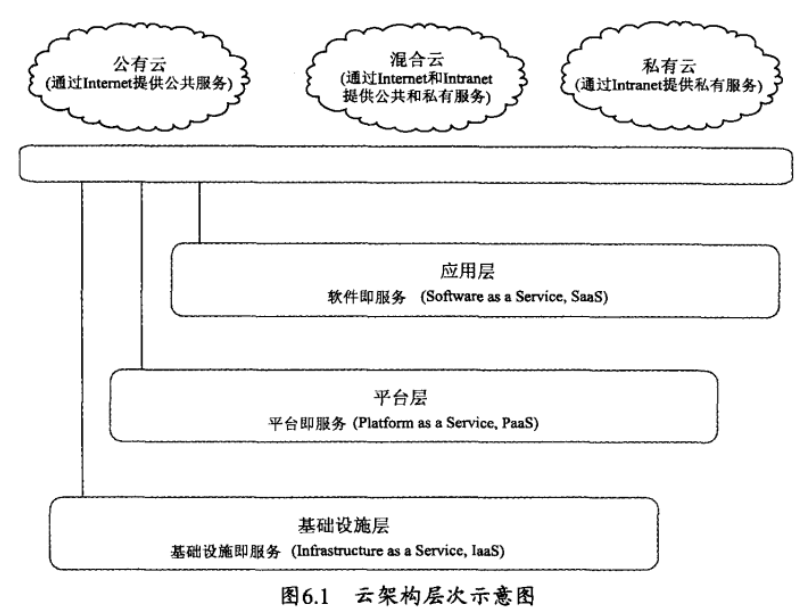 公有云
(通过Internet提供公共服务)
混合云
(通过Internet和Intranet
提供公共和私有服务)
私有云
(通过Intranet提供私有服务)
应用层
软件即服务 (Software as a Service, SaaS)
平台层
平台即服务 (Platform as a Service, PaaS)
基础设施层
基础设施即服务 (Infrastructure as a Service, IaaS)
图6.1 云架构层次示意图